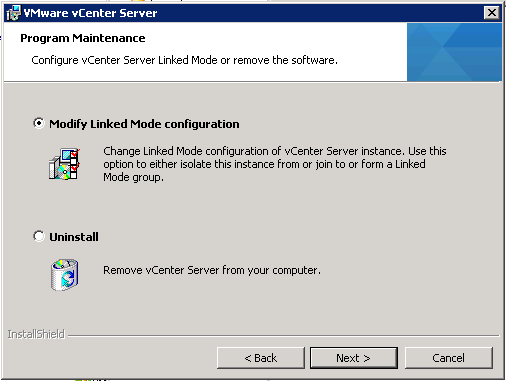 VMware vCenter Server
Program Maintenance
Configure vCenter Server Linked Mode or remove the software.
Modify Linked Mode configuration
Change Linked Mode configuration of vCenter Server instance. Use this
option to either isolate this instance from or join to or form a Linked
Mode group.
Uninstall
Remove vCenter Server from your computer.
InstallShield
< Back
Next >
Cancel